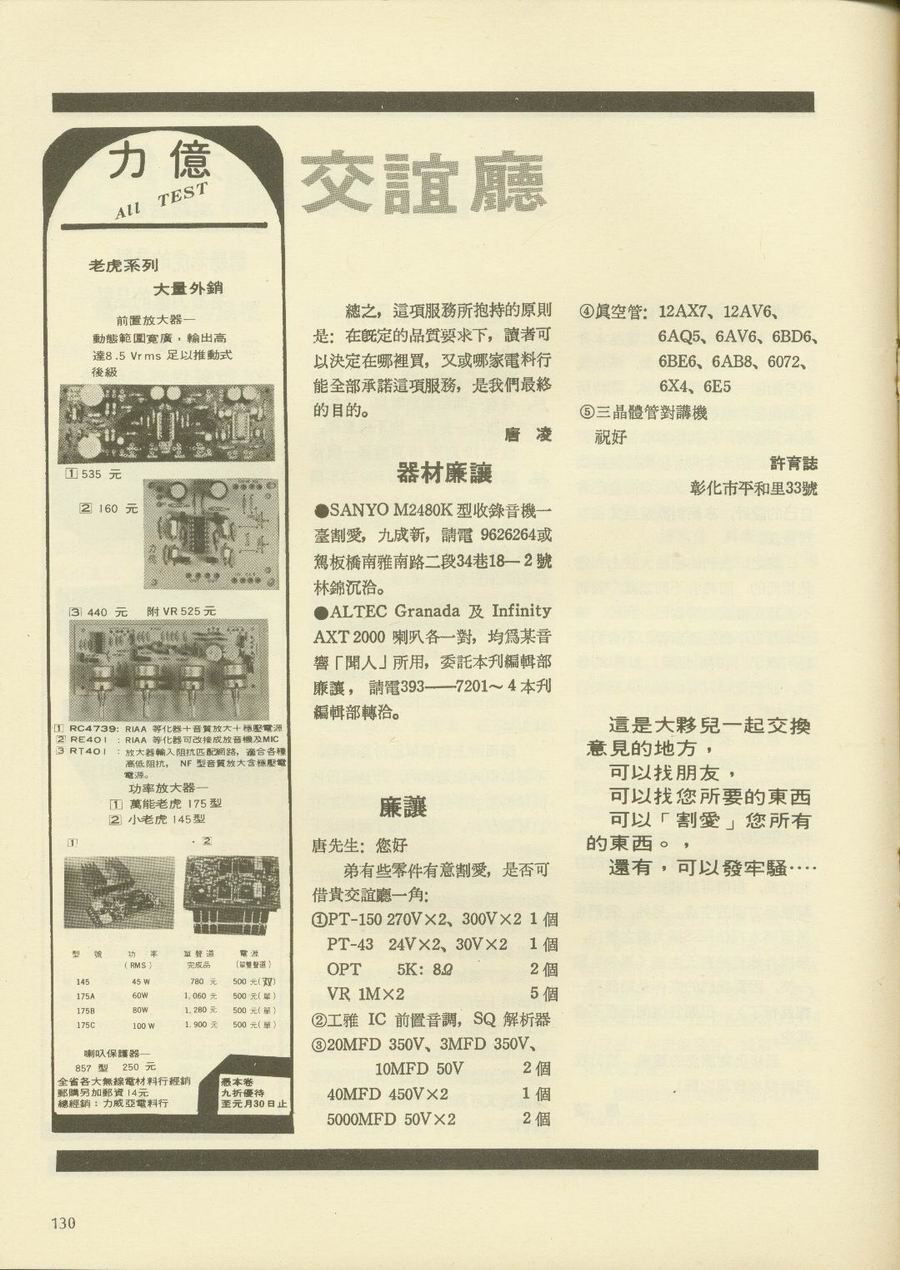 力億
All TEST
老虎系列
大量外銷
前置放大器—
動態範圍寬廣,輸出高
達8.5 Vrms 足以推動式
後級
1 535 元
2 160 元
3 440 元 附 VR 525 元
1 RC4739: RIAA 等化器+音質放大+穩壓電源
2 RE401 : RIAA 等化器可改接成放音機及MIC
3 RT401 : 放大器輸入阻抗匹配網路,適合各種
高低阻抗, NF 型音質放大含穩壓電
電源。
功率放大器—
1 萬能老虎 175 型
2 小老虎 145 型
1 2
型 號 功 率 單聲道 電源
(RMS) 完成品 (單雙聲道)
145 45 W 780 元 500 元(双)
175A 60W 1,060 元 500 元(單)
175B 80W 1,280 元 500 元(單)
175C 100 W 1,900 元 500 元(單)
喇叭保護器—
857 型 250 元
全省各大無線電材料行經銷
郵購另加郵資14元
總經銷:力威亞電料行
憑本卷
九折優待
至元月30日止
交誼廳
總之,這項服務所抱持的原則
是:在既定的品質要求下,讀者可
以決定在哪裡買,又或哪家電料行
能全部承諾這項服務,是我們最終
的目的。
唐 凌
器材廉讓
●SANYO M2480K 型收錄音機一
臺割愛,九成新,請電 9626264或
駕板橋南雅南路二段34巷18—2號
林錦沉洽。
●ALTEC Granada 及 Infinity
AXT 2000 喇叭各一對,均爲某音
響「聞人」所用,委託本刋編輯部
廉讓,請電393——7201~4本刋
編輯部轉洽。
廉讓
唐先生:您好
弟有些零件有意割愛,是否可
借貴交誼廳一角:
①PT-150 270V×2、300V×2 1 個
PT-43 24V×2、30V×2 1個
OPT 5K:8Ω 2個
VR 1M×2 5個
②工雅 IC 前置音調,SQ 解析器
③20MFD 350V、3MFD 350V、
10MFD 50V 2個
40MFD 450V×2 1個
5000MFD 50V×2 2個
④眞空管:12AX7、12AV6、
6AQ5、6AV6、6BD6、
6BE6、6AB8、6072、
6X4、6E5
⑤三晶體管對講機
祝好
許育誌
彰化市平和里33號
這是大夥兒一起交換
意見的地方,
可以找朋友,
可以找您所要的東西
可以「割愛」您所有
的東西。,
還有,可以發牢騷····
130